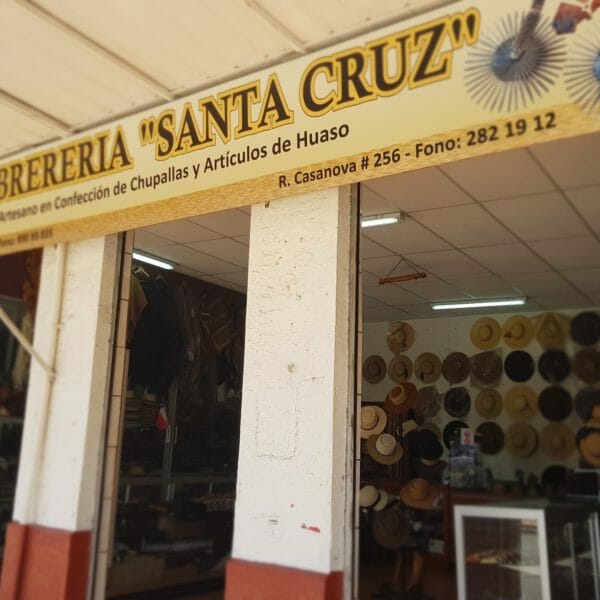 BRERERIA "SANTA CRUZ"
Artesano en Confección de Chupallas y Artículos de Huaso
R. Casanova # 256 - Fono: 282 19 12